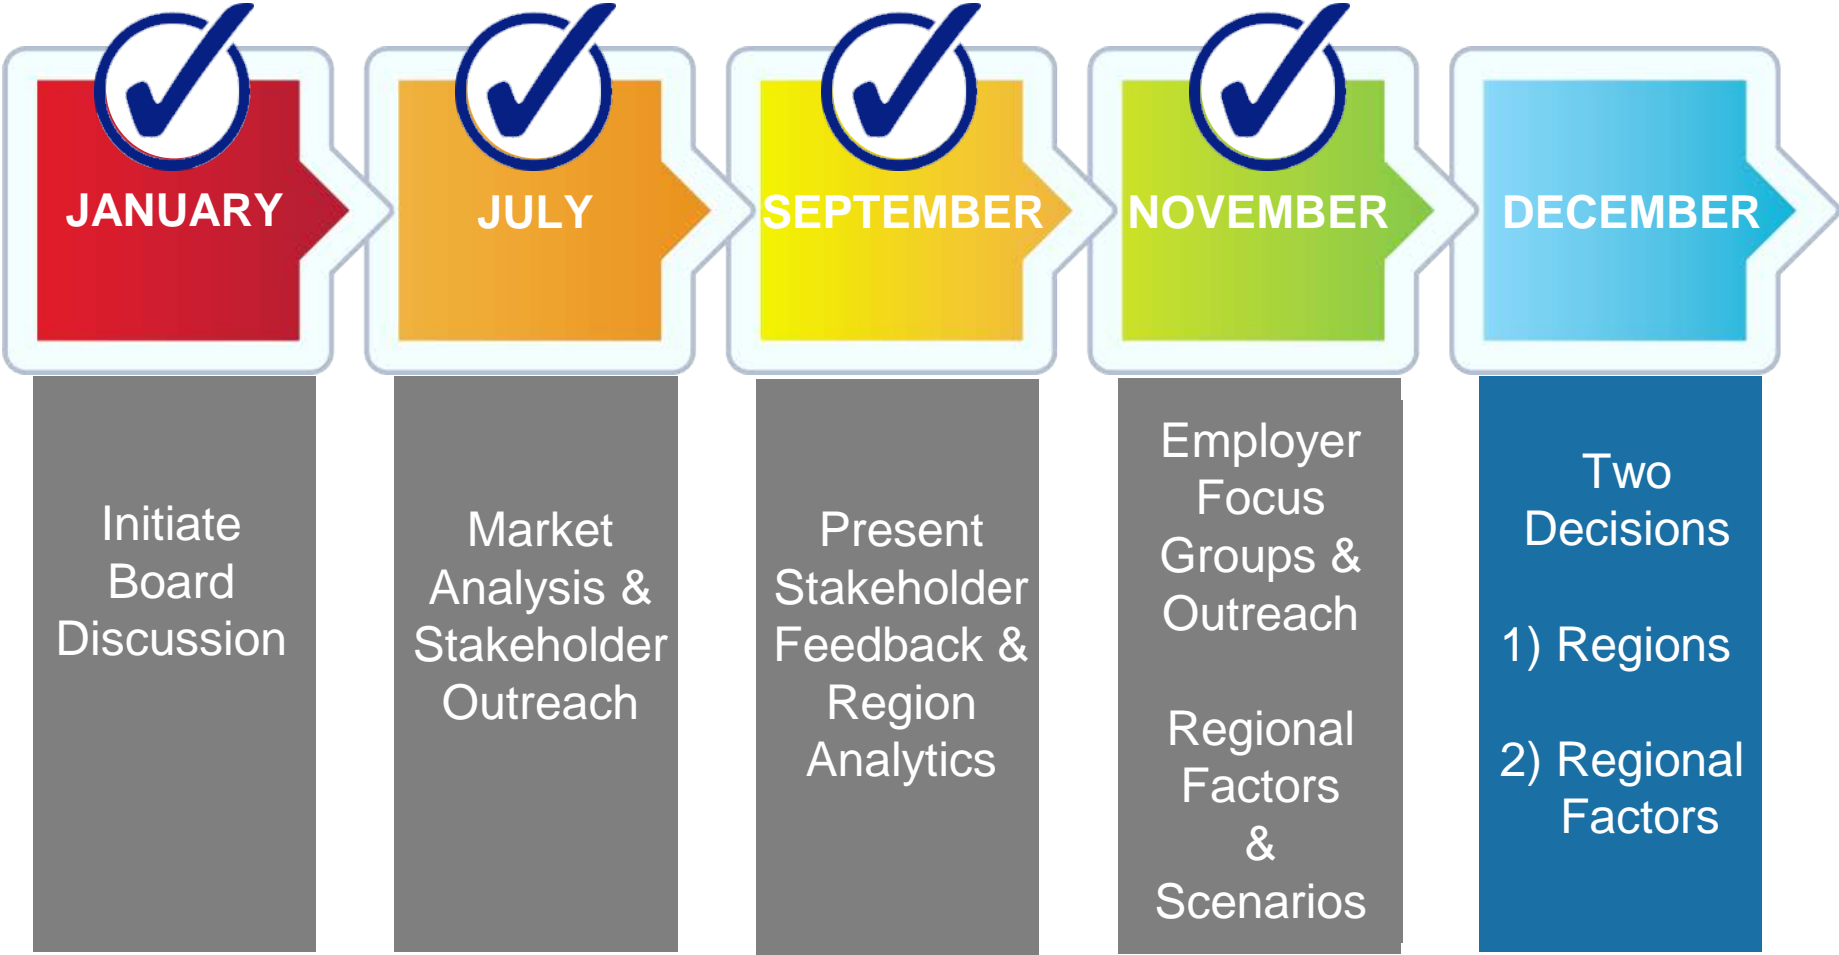 JANUARY
JULY
SEPTEMBER
NOVEMBER
DECEMBER
Initiate
Board
Discussion
Market
Analysis &
Stakeholder
Outreach
Present
Stakeholder
Feedback &
Region
Analytics
Employer
Focus
Groups &
Outreach
Regional
Factors
&
Scenarios
Two
Decisions
1) Regions
2) Regional
Factors